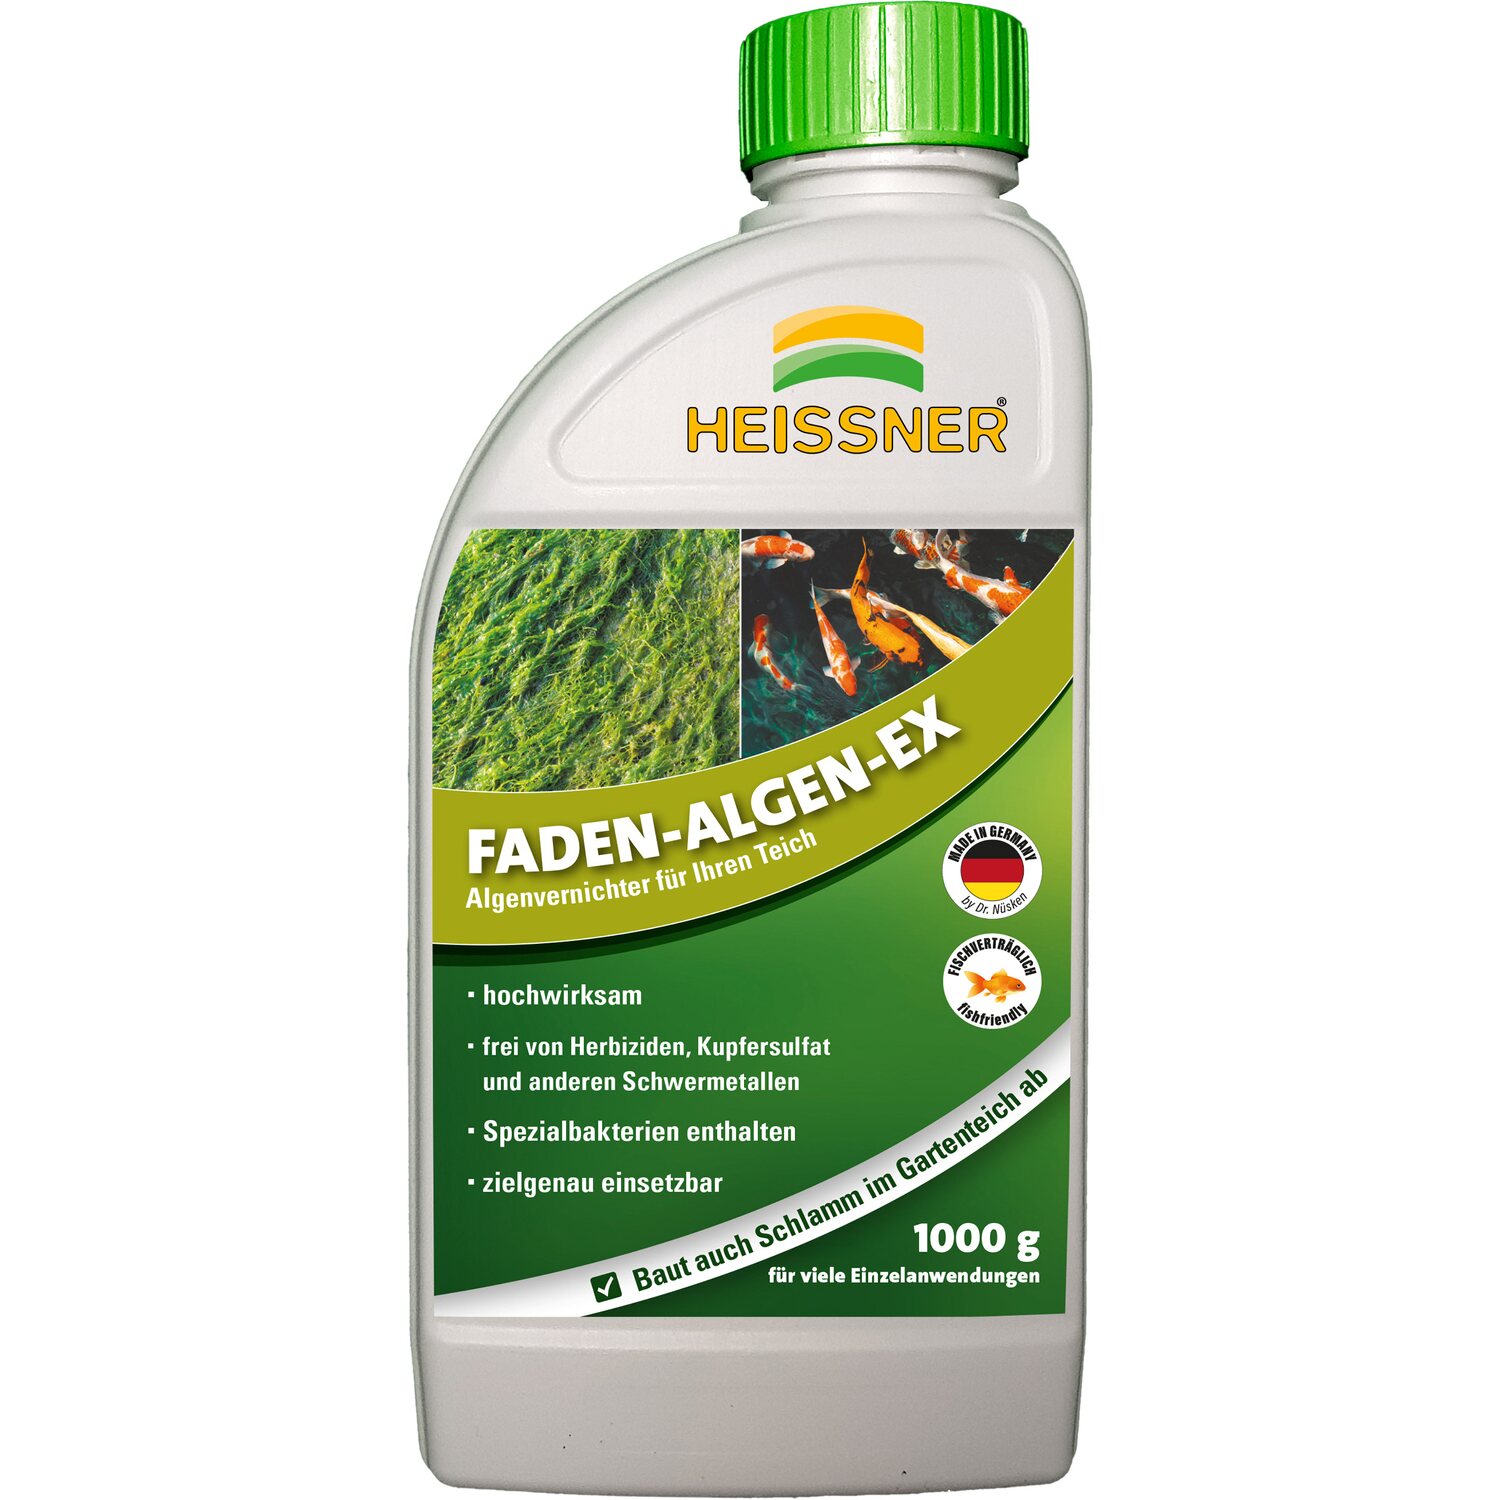 HEISSNER®
FADEN-ALGEN-EX
Algenvernichter für Ihren Teich
MADE IN GERMANY
by Dr. Nüsken
FISCHVERTRÄGLICH
fishfriendly
· hochwirksam
· frei von Herbiziden, Kupfersulfat
und anderen Schwermetallen
· Spezialbakterien enthalten
· zielgenau einsetzbar
Baut auch Schlamm im Gartenteich ab
1000 g
für viele Einzelanwendungen